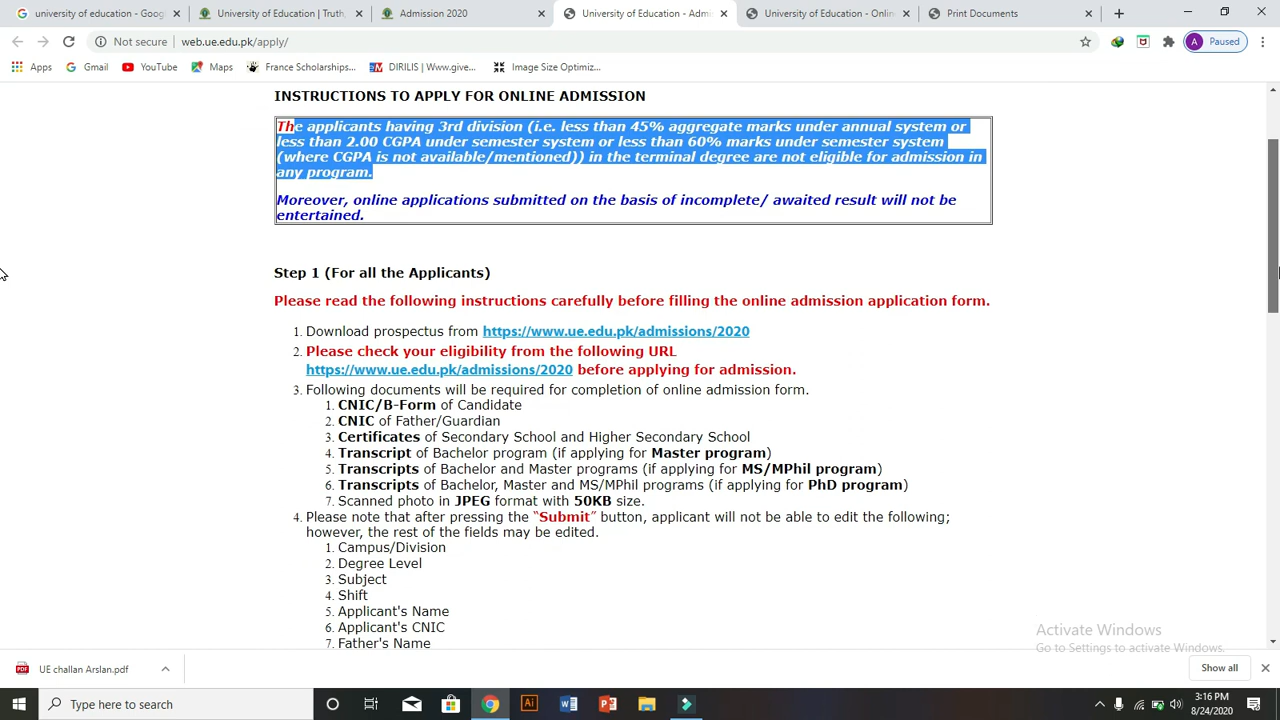 university of education - Goog
University of Education | Truth,
Admission 2020
University of Education - Admi
University of Education - Onlin
Print Documents
Not secure
web.ue.edu.pk/apply/
Paused
A
Apps
Gmail
YouTube
Maps
France Scholarships...
DIRILIS | Www.give...
Image Size Optimiz...
INSTRUCTIONS TO APPLY FOR ONLINE ADMISSION
The applicants having 3rd division (i.e. less than 45% aggregate marks under annual system or
less than 2.00 CGPA under semester system or less than 60% marks under semester system
(where CGPA is not available/mentioned)) in the terminal degree are not eligible for admission in
any program.
Moreover, online applications submitted on the basis of incomplete/ awaited result will not be
entertained.
Step 1 (For all the Applicants)
Please read the following instructions carefully before filling the online admission application form.
1. Download prospectus from https://www.ue.edu.pk/admissions/2020
2. Please check your eligibility from the following URL
https://www.ue.edu.pk/admissions/2020 before applying for admission.
3. Following documents will be required for completion of online admission form.
1. CNIC/B-Form of Candidate
2. CNIC of Father/Guardian
3. Certificates of Secondary School and Higher Secondary School
4. Transcript of Bachelor program (if applying for Master program)
5. Transcripts of Bachelor and Master programs (if applying for MS/MPhil program)
6. Transcripts of Bachelor, Master and MS/MPhil programs (if applying for PhD program)
7. Scanned photo in JPEG format with 50KB size.
4. Please note that after pressing the “Submit” button, applicant will not be able to edit the following;
however, the rest of the fields may be edited.
1. Campus/Division
2. Degree Level
3. Subject
4. Shift
5. Applicant's Name
6. Applicant's CNIC
7. Father's Name
Activate Windows
Go to Settings to activate Windows.
UE challan Arslan.pdf
Show all
Type here to search
3:16 PM
8/24/2020